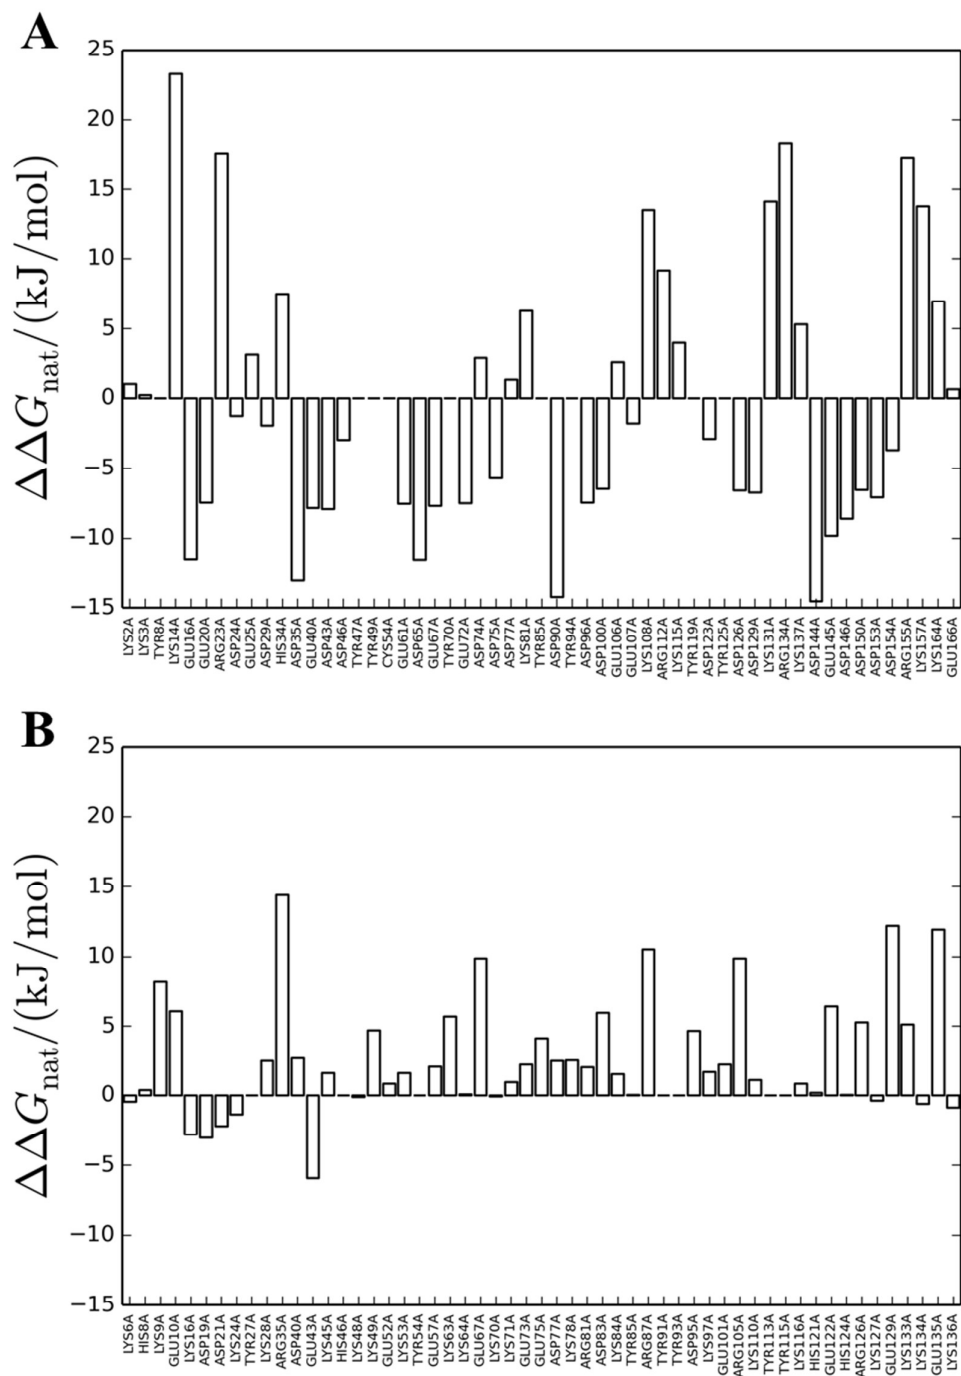 A
ΔΔG_nat/(kJ/mol)
25
20
15
10
5
0
−5
−10
−15
LYS2A
LYS3A
TYR8A
LYS14A
GLU16A
GLU20A
ARG23A
ASP24A
GLU25A
ASP29A
HIS34A
ASP35A
GLU40A
ASP43A
ASP46A
TYR47A
TYR49A
CYS54A
GLU61A
ASP65A
GLU67A
TYR70A
GLU72A
ASP74A
ASP75A
ASP77A
LYS81A
TYR85A
ASP90A
TYR94A
ASP96A
ASP100A
GLU106A
GLU107A
LYS108A
ARG112A
LYS115A
TYR119A
ASP123A
TYR125A
ASP126A
ASP129A
LYS131A
ARG134A
LYS137A
ASP144A
GLU145A
ASP146A
ASP150A
ASP153A
ASP154A
ARG155A
LYS157A
LYS164A
GLU166A
B
ΔΔG_nat/(kJ/mol)
25
20
15
10
5
0
−5
−10
−15
LYS6A
HIS8A
LYS9A
GLU10A
LYS16A
ASP19A
ASP21A
LYS24A
TYR27A
LYS28A
ARG35A
ASP40A
GLU43A
LYS45A
HIS46A
LYS48A
LYS49A
GLU52A
LYS53A
TYR54A
GLU57A
LYS63A
LYS64A
GLU67A
LYS70A
LYS71A
GLU73A
GLU75A
ASP77A
LYS78A
ARG81A
ASP83A
LYS84A
TYR85A
ARG87A
TYR91A
TYR93A
ASP95A
LYS97A
GLU101A
ARG105A
LYS110A
TYR113A
TYR115A
LYS116A
HIS121A
GLU122A
HIS124A
ARG126A
LYS127A
GLU129A
LYS133A
LYS134A
GLU135A
LYS136A